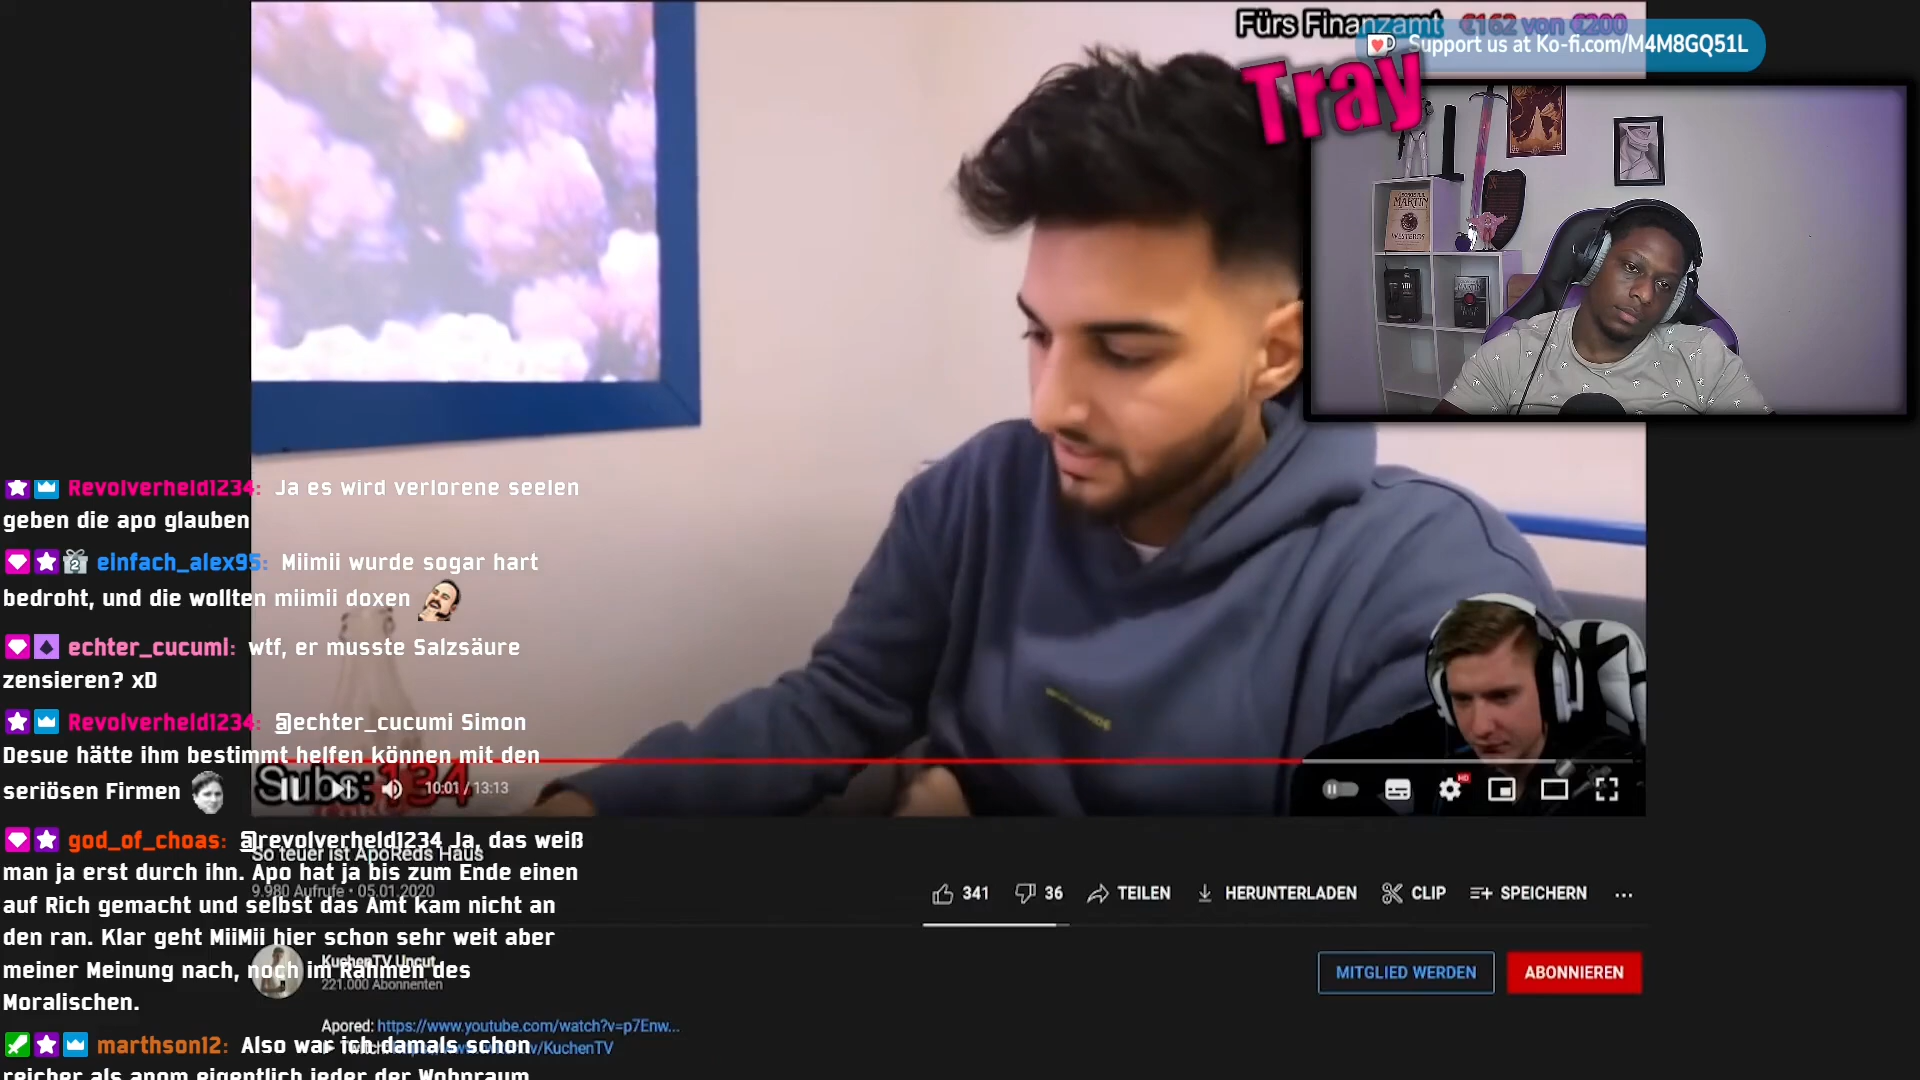 Fürs Finanzamt €162 von €200
Support us at Ko-fi.com/M4M8GQ51L
Tray
MARTIN
WESTEROS
Revolverheld1234: Ja es wird verlorene seelen
geben die apo glauben
2 einfach_alex95: Miimii wurde sogar hart
bedroht, und die wollten miimii doxen
echter_cucumi: wtf, er musste Salzsäure
zensieren? xD
Revolverheld1234: @echter_cucumi Simon
Desue hätte ihm bestimmt helfen können mit den
seriösen Firmen
god_of_choas: @revolverheld1234 Ja, das weiß
man ja erst durch ihn. Apo hat ja bis zum Ende einen
auf Rich gemacht und selbst das Amt kam nicht an
den ran. Klar geht MiiMii hier schon sehr weit aber
meiner Meinung nach, noch im Rahmen des
Moralischen.
marthson12: Also war ich damals schon
reicher als apom eigentlich jeder der Wohnraum
Subs: 134
10:01 / 13:13
HD
So teuer ist ApoReds Haus
9.980 Aufrufe • 05.01.2020
341 36 TEILEN HERUNTERLADEN CLIP SPEICHERN ...
KuchenTV Uncut
221.000 Abonnenten
MITGLIED WERDEN ABONNIEREN
Apored: https://www.youtube.com/watch?v=p7Enw...
/KuchenTV